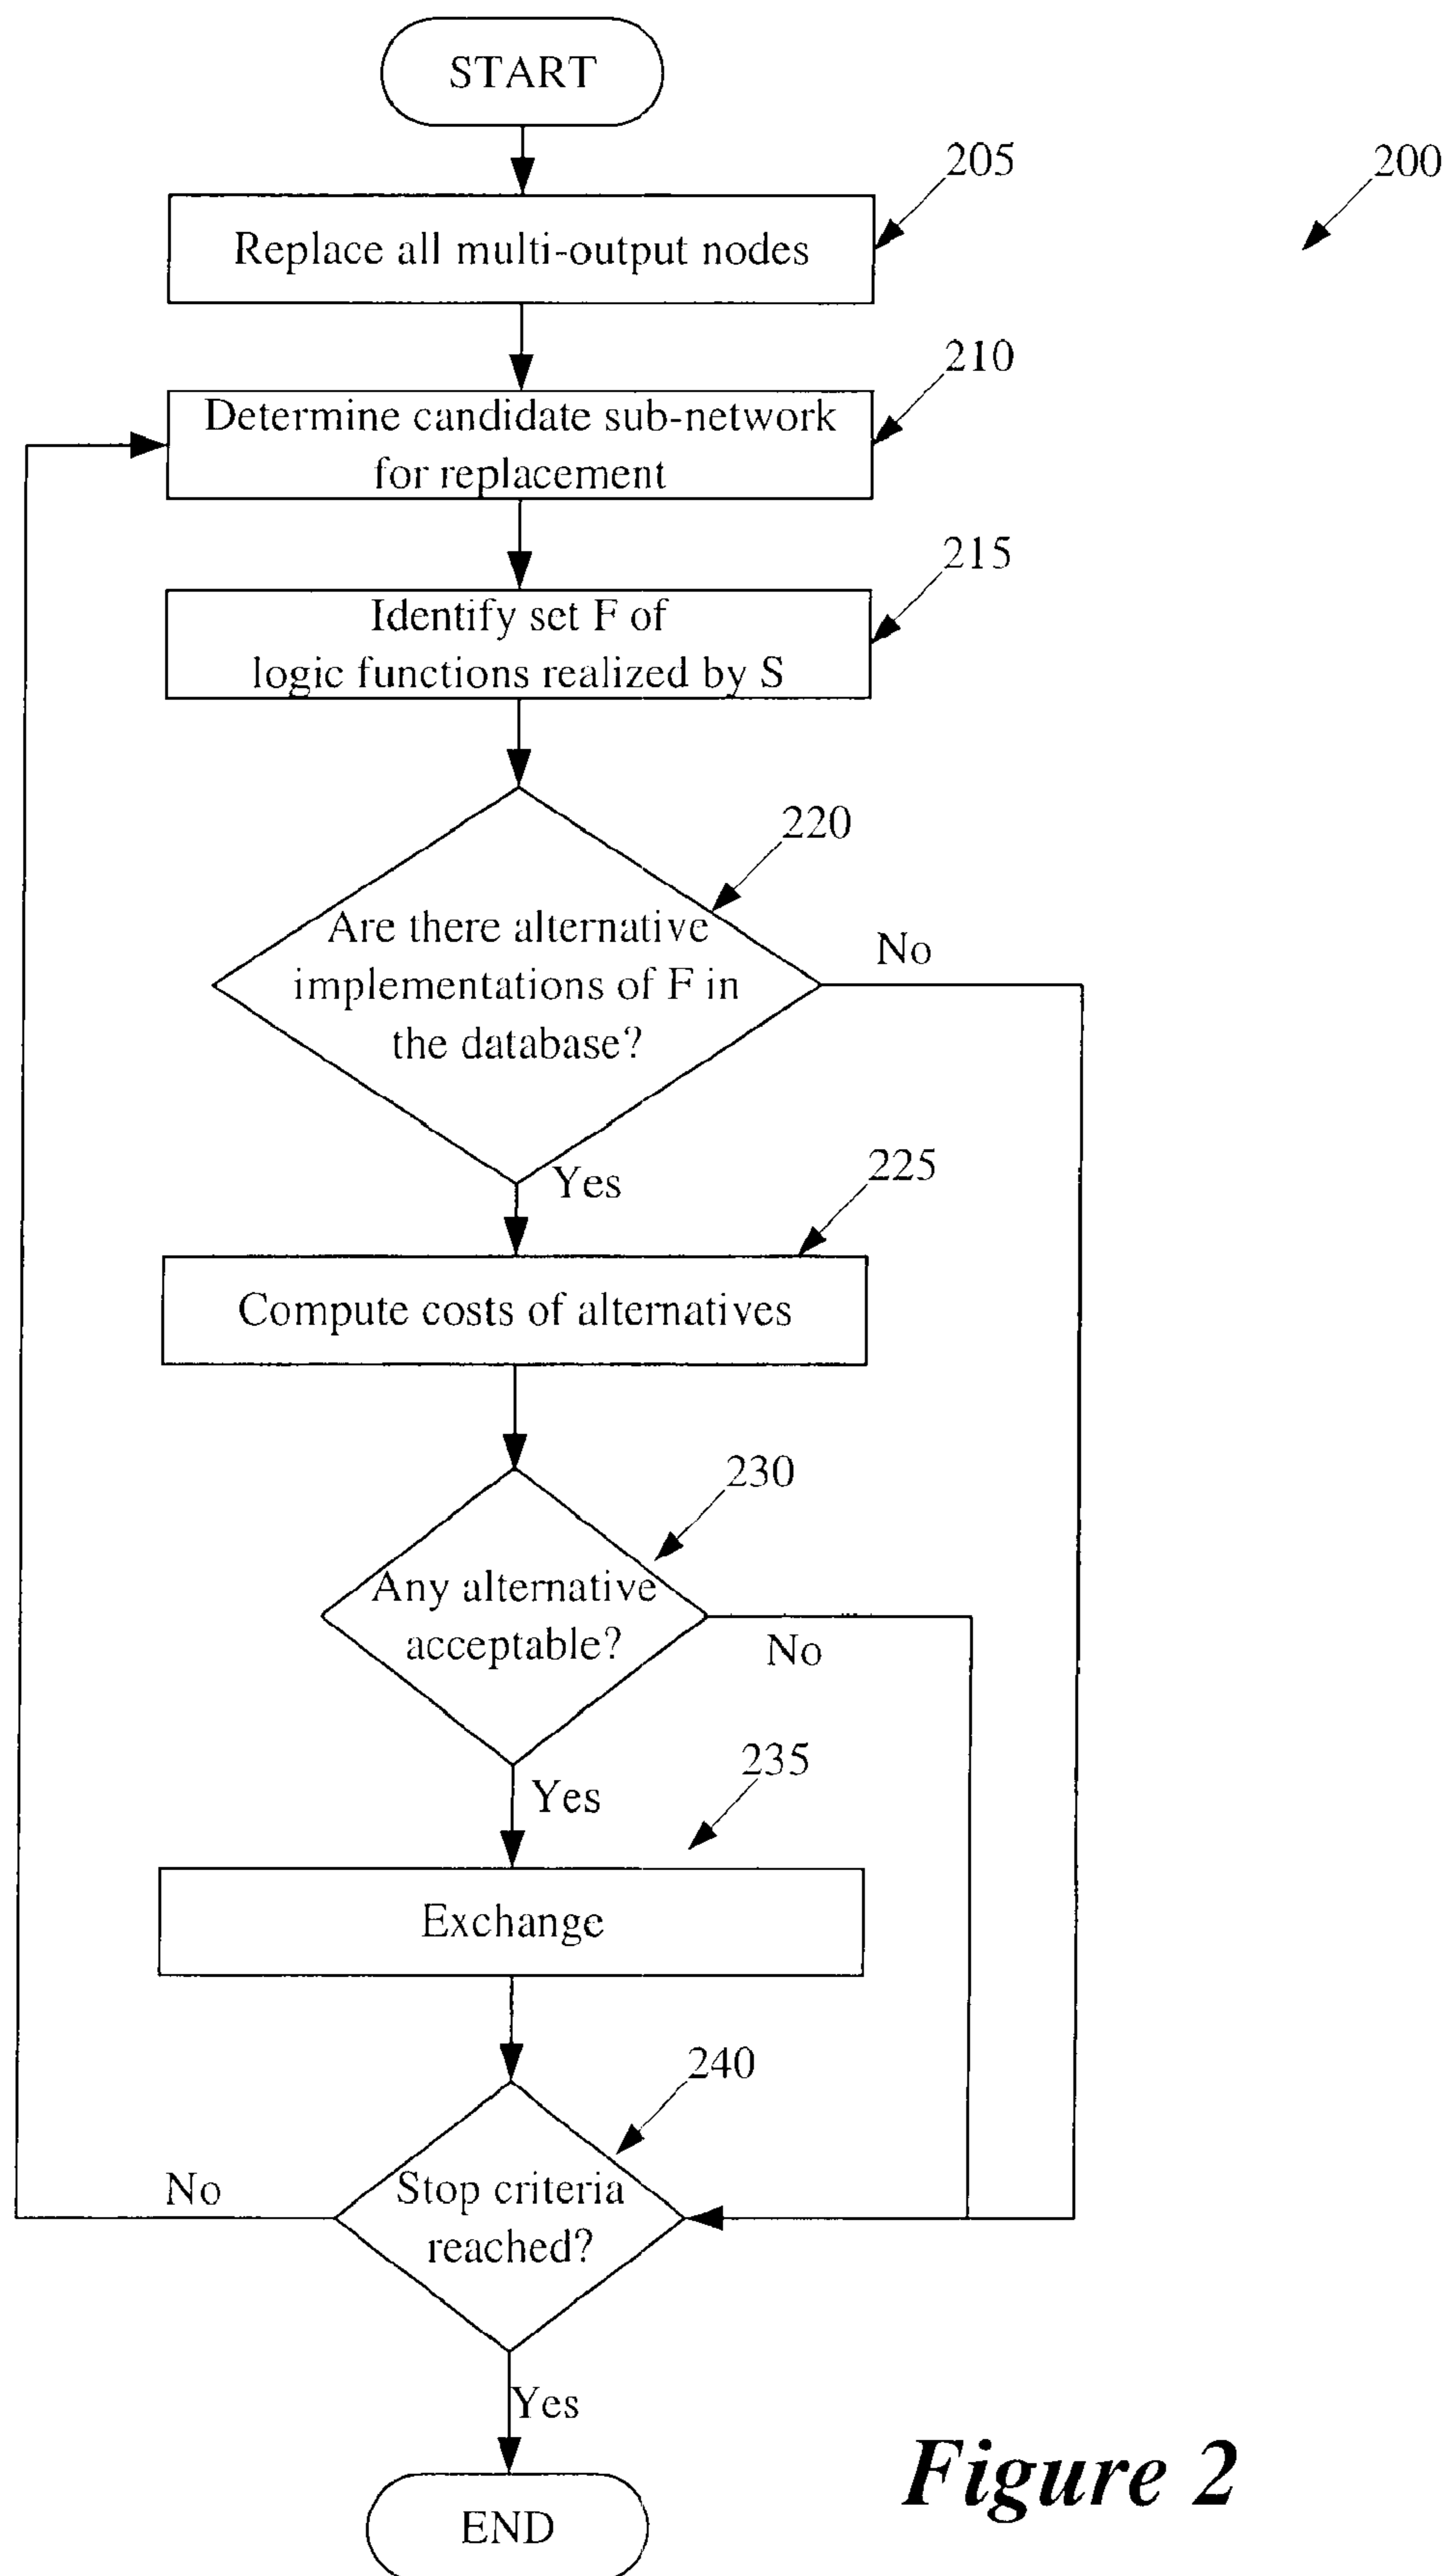 START
205
200
Replace all multi-output nodes
210
Determine candidate sub-network
for replacement
215
Identify set F of
logic functions realized by S
220
Are there alternative
implementations of F in
the database?
No
Yes
225
Compute costs of alternatives
230
Any alternative
acceptable?
No
235
Yes
Exchange
240
Stop criteria
reached?
No
Yes
END
Figure 2